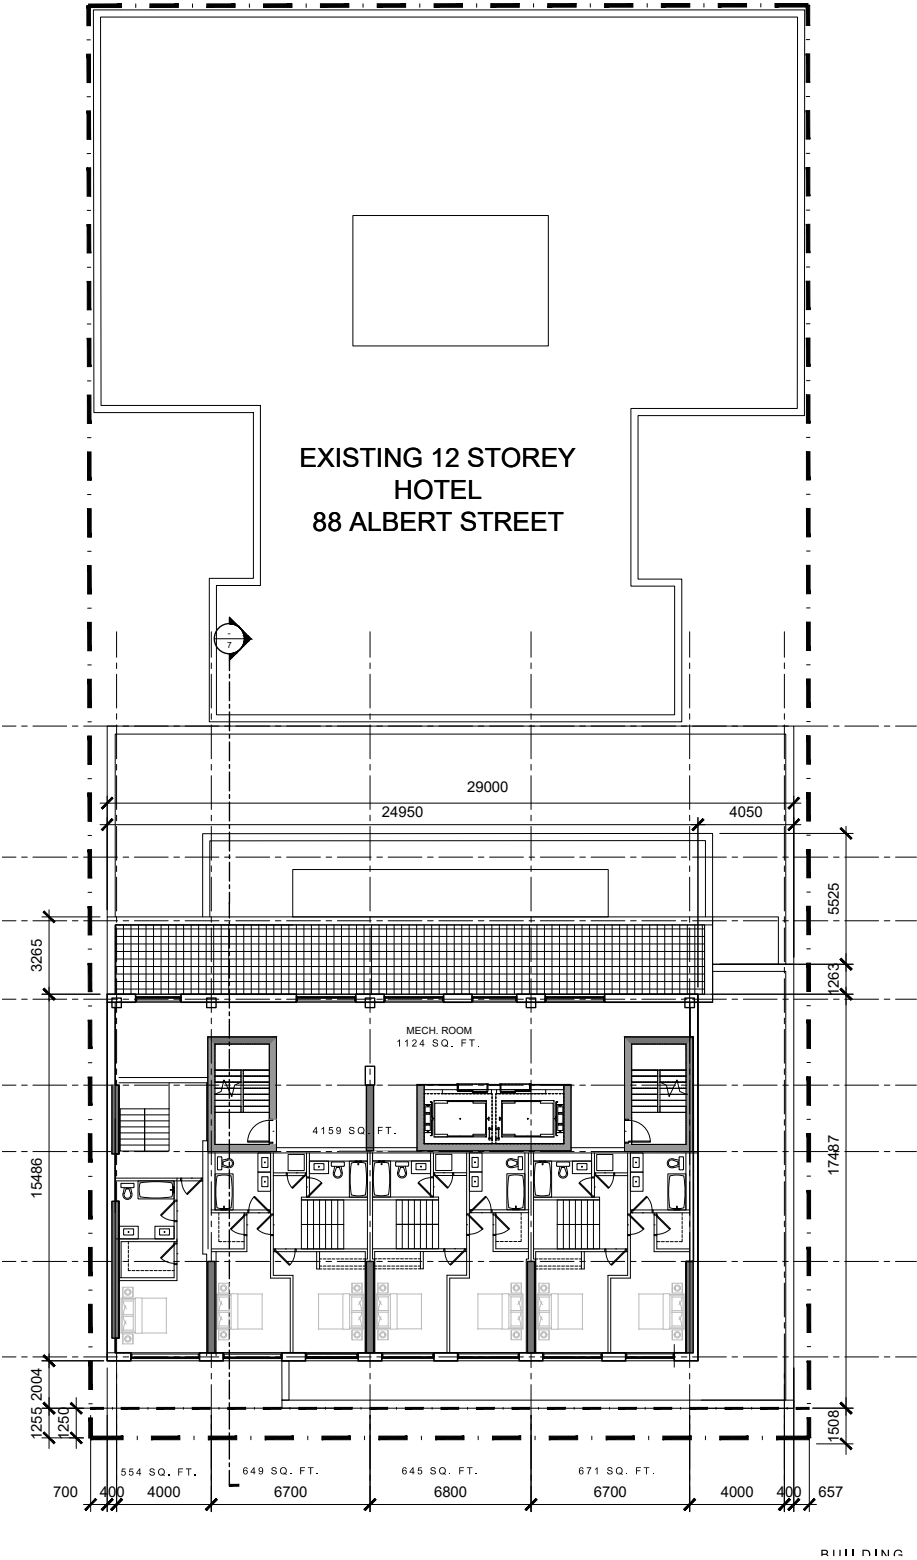 EXISTING 12 STOREY
HOTEL
88 ALBERT STREET
7
29000
24950
4050
5525
3265
1263
MECH. ROOM
1124 SQ. FT.
4159 SQ. FT.
15486
17487
2004
1255
1250
1508
554 SQ. FT.
649 SQ. FT.
645 SQ. FT.
671 SQ. FT.
700
400
4000
6700
6800
6700
4000
400
657
BUILDING